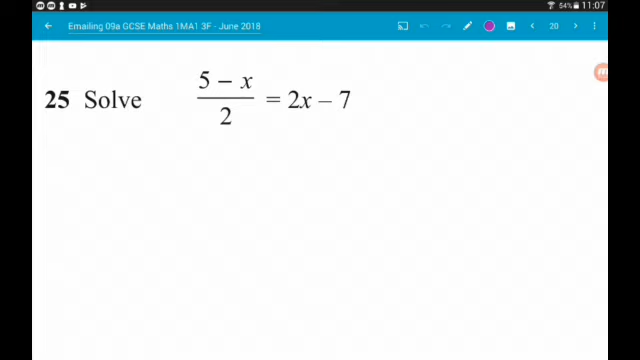 54% 11:07
Emailing 09a GCSE Maths 1MA1 3F - June 2018
20
25 Solve (5 − x)/2 = 2x − 7